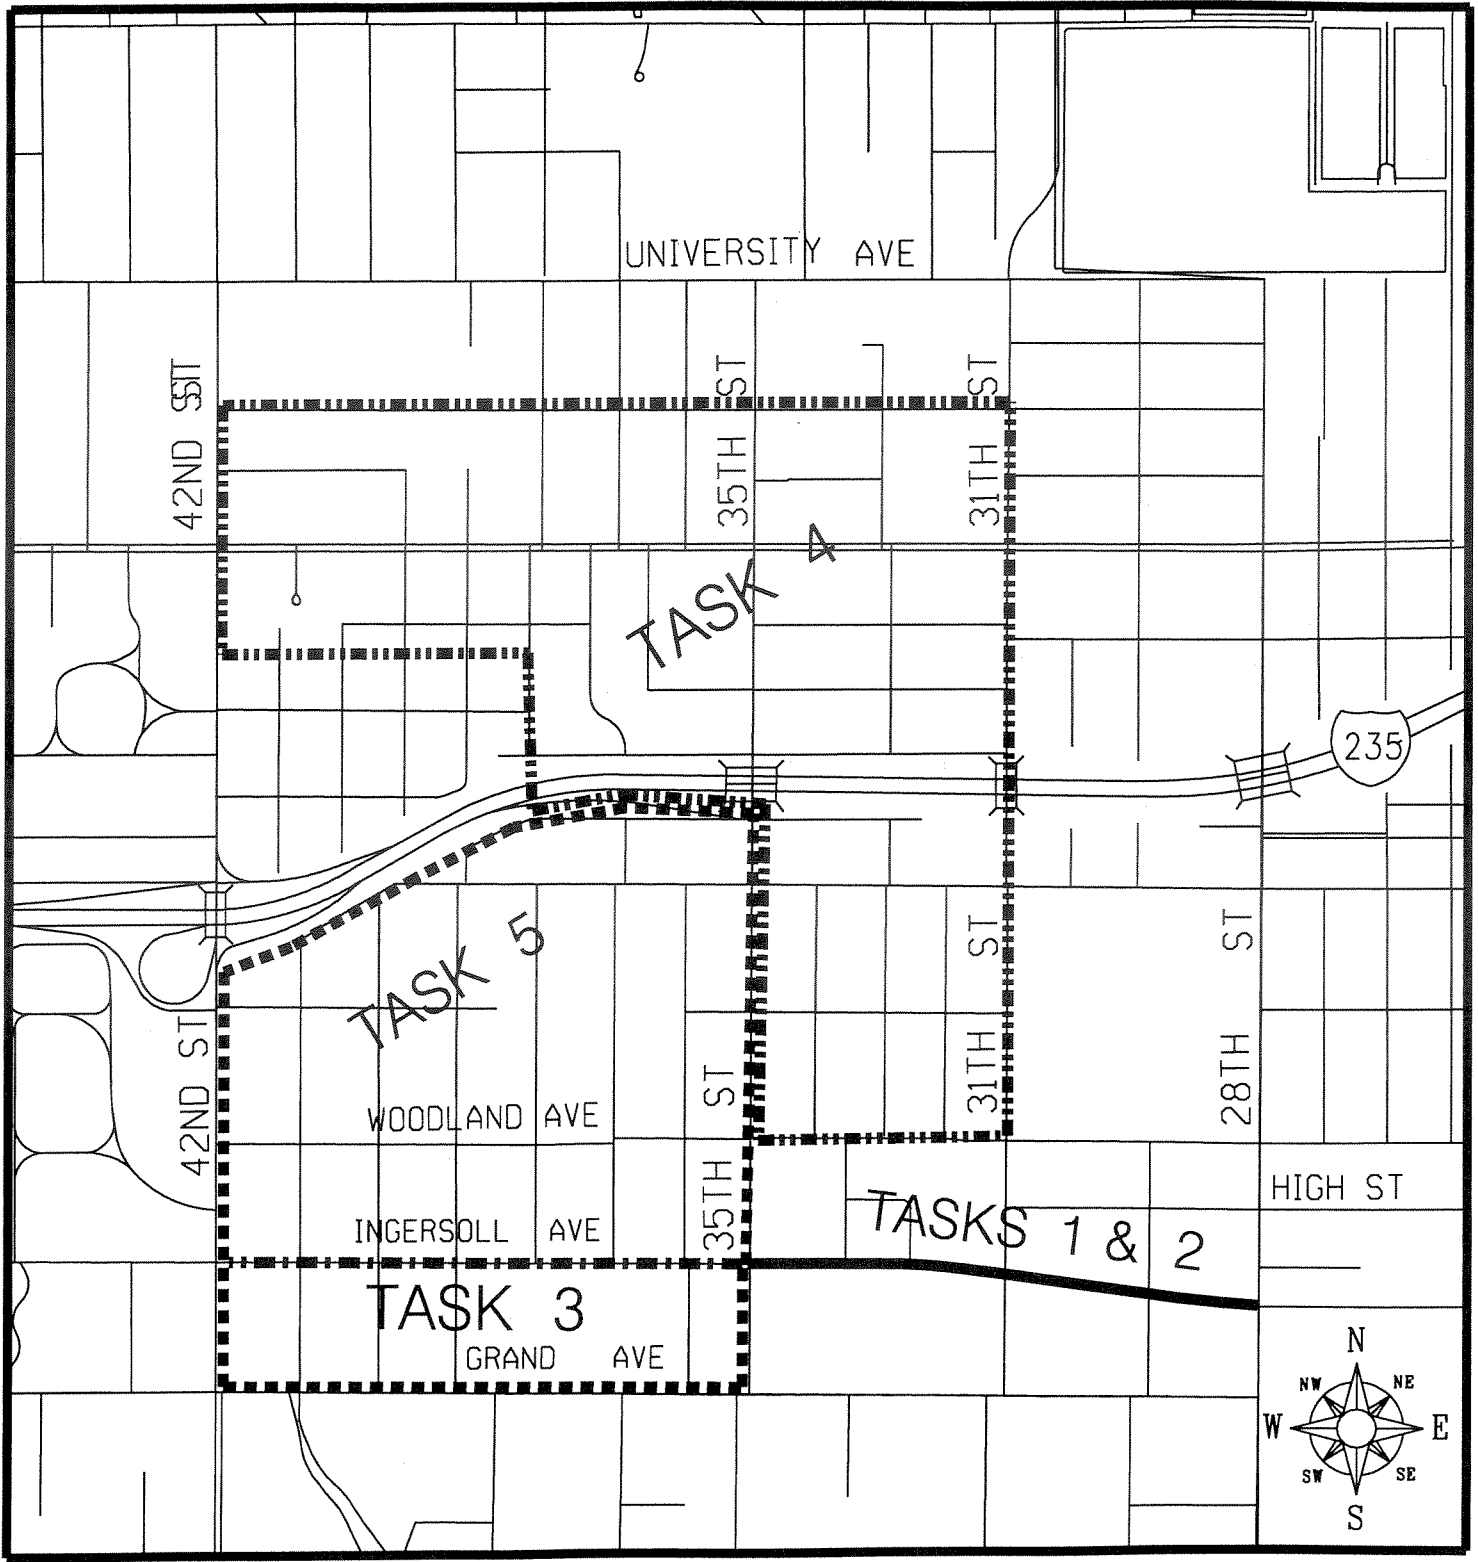 UNIVERSITY AVE
42ND ST
35TH ST
31TH ST
TASK 4
235
TASK 5
42ND ST
WOODLAND AVE
35TH ST
31TH ST
28TH ST
HIGH ST
INGERSOLL AVE
TASKS 1 & 2
TASK 3
GRAND AVE
N
NW NE
W E
SW SE
S